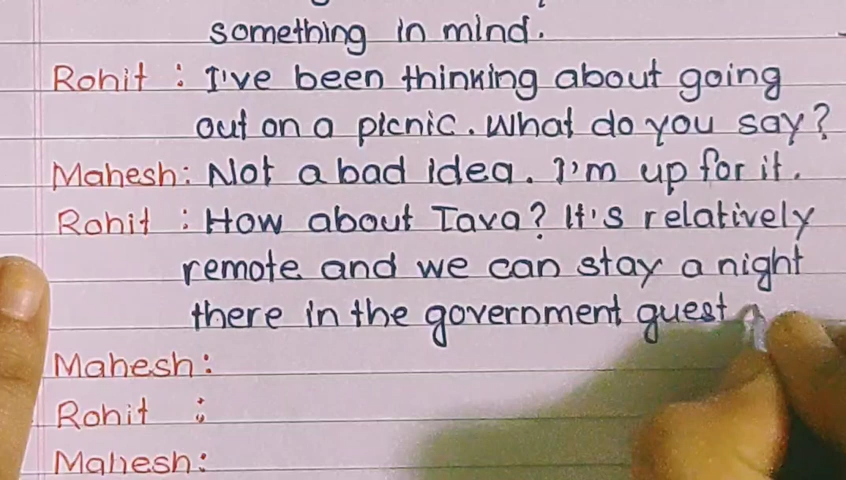 something in mind.
Rohit : I've been thinking about going
out on a picnic. What do you say?
Mahesh: Not a bad idea. I'm up for it.
Rohit : How about Tava? It's relatively
remote and we can stay a night
there in the government guest
Mahesh:
Rohit :
Mahesh: